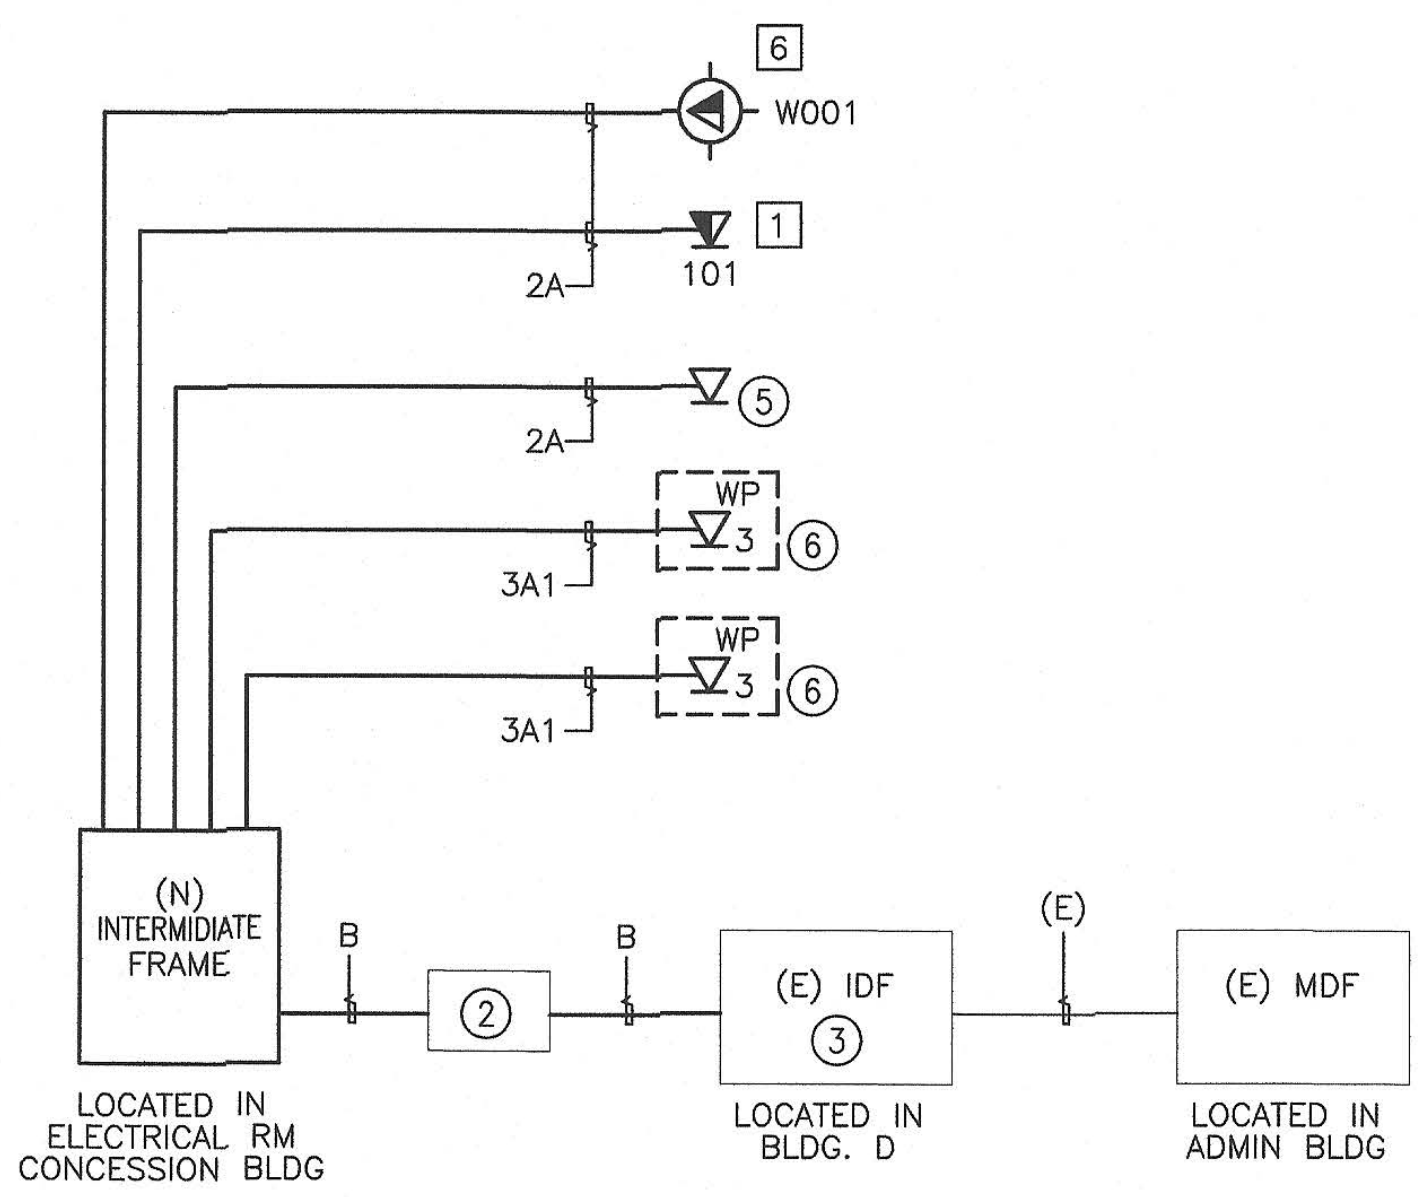 6
W001
1
101
2A
5
2A
WP
3
6
3A1
WP
3
6
3A1
(N)
INTERMIDIATE
FRAME
B
2
B
(E) IDF
3
(E)
(E) MDF
LOCATED IN
ELECTRICAL RM
CONCESSION BLDG
LOCATED IN
BLDG. D
LOCATED IN
ADMIN BLDG